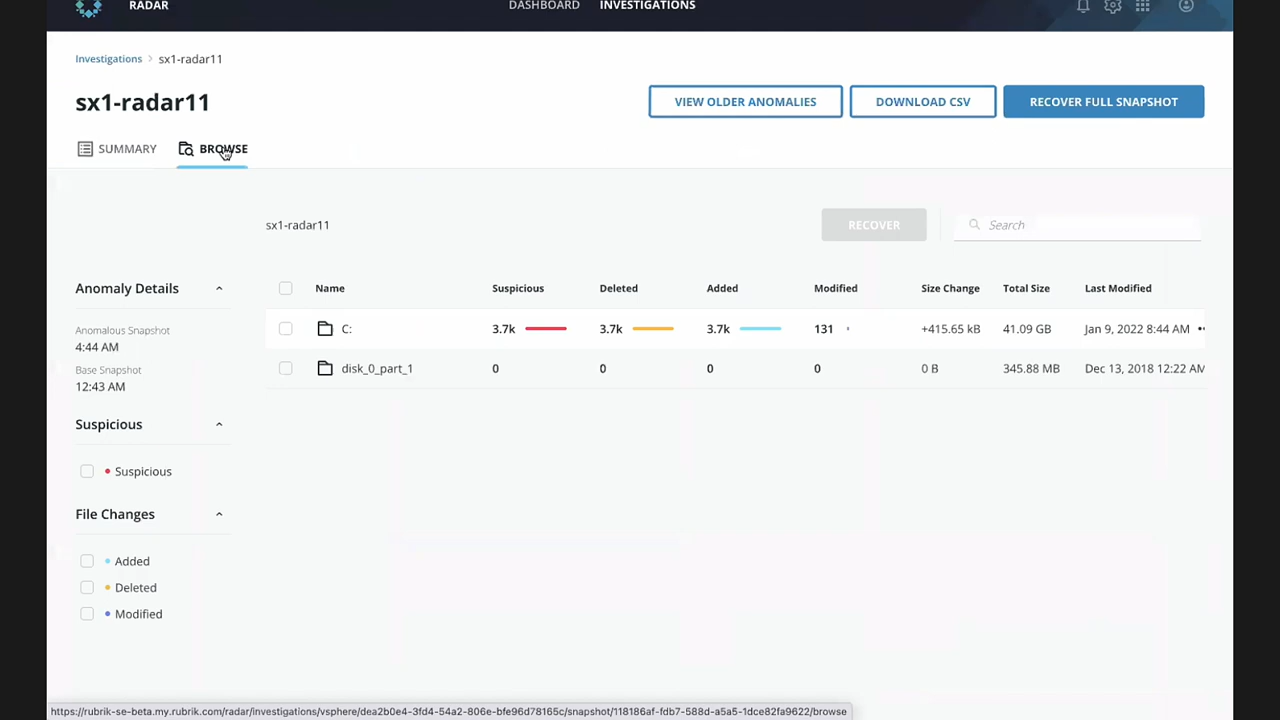 RADAR DASHBOARD INVESTIGATIONS
Investigations > sx1-radar11
sx1-radar11
VIEW OLDER ANOMALIES DOWNLOAD CSV RECOVER FULL SNAPSHOT
SUMMARY BROWSE
sx1-radar11 RECOVER Search
Anomaly Details
Anomalous Snapshot
4:44 AM
Base Snapshot
12:43 AM
Suspicious
Suspicious
File Changes
Added
Deleted
Modified
Name Suspicious Deleted Added Modified Size Change Total Size Last Modified
C: 3.7k 3.7k 3.7k 131 +415.65 kB 41.09 GB Jan 9, 2022 8:44 AM
disk_0_part_1 0 0 0 0 0 B 345.88 MB Dec 13, 2018 12:22 AM
https://rubrik-se-beta.my.rubrik.com/radar/investigations/vsphere/dea2b0e4-3fd4-54a2-806e-bfe96d78165c/snapshot/118186af-fdb7-588d-a5a5-1dce82fa9622/browse